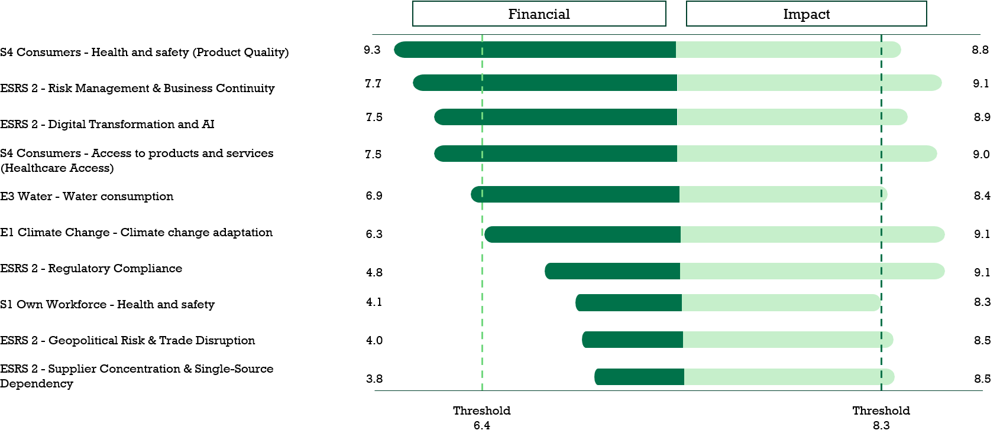 Financial
Impact
S4 Consumers - Health and safety (Product Quality)
9.3
8.8
ESRS 2 - Risk Management & Business Continuity
7.7
9.1
ESRS 2 - Digital Transformation and AI
7.5
8.9
S4 Consumers - Access to products and services
(Healthcare Access)
7.5
9.0
E3 Water - Water consumption
6.9
8.4
E1 Climate Change - Climate change adaptation
6.3
9.1
ESRS 2 - Regulatory Compliance
4.8
9.1
S1 Own Workforce - Health and safety
4.1
8.3
ESRS 2 - Geopolitical Risk & Trade Disruption
4.0
8.5
ESRS 2 - Supplier Concentration & Single-Source
Dependency
3.8
8.5
Threshold
6.4
Threshold
8.3